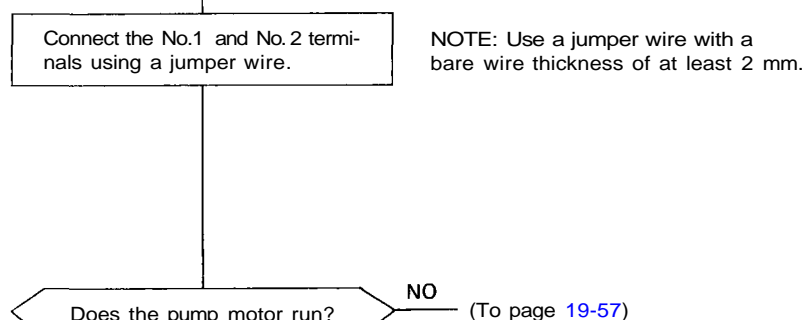 Connect the No.1 and No. 2 termi-
nals using a jumper wire.
NOTE: Use a jumper wire with a
bare wire thickness of at least 2 mm.
NO
Does the pump motor run?
(To page 19-57)